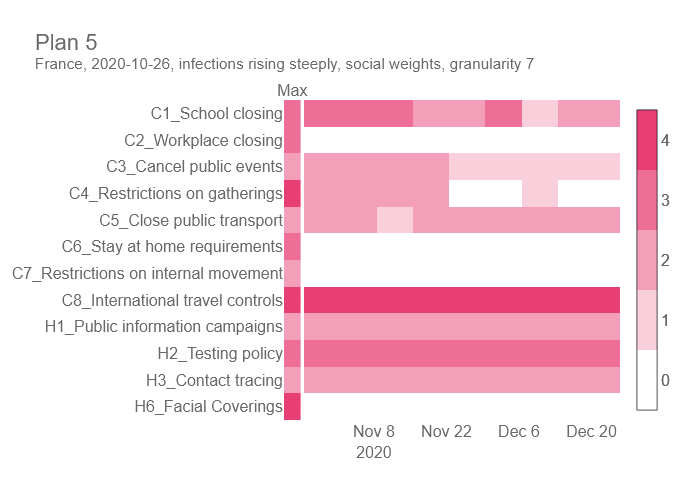 Plan 5
France, 2020-10-26, infections rising steeply, social weights, granularity 7
Max
C1_School closing
C2_Workplace closing
C3_Cancel public events
C4_Restrictions on gatherings
C5_Close public transport
C6_Stay at home requirements
C7_Restrictions on internal movement
C8_International travel controls
H1_Public information campaigns
H2_Testing policy
H3_Contact tracing
H6_Facial Coverings
Nov 8 Nov 22 Dec 6 Dec 20
2020
4
3
2
1
0